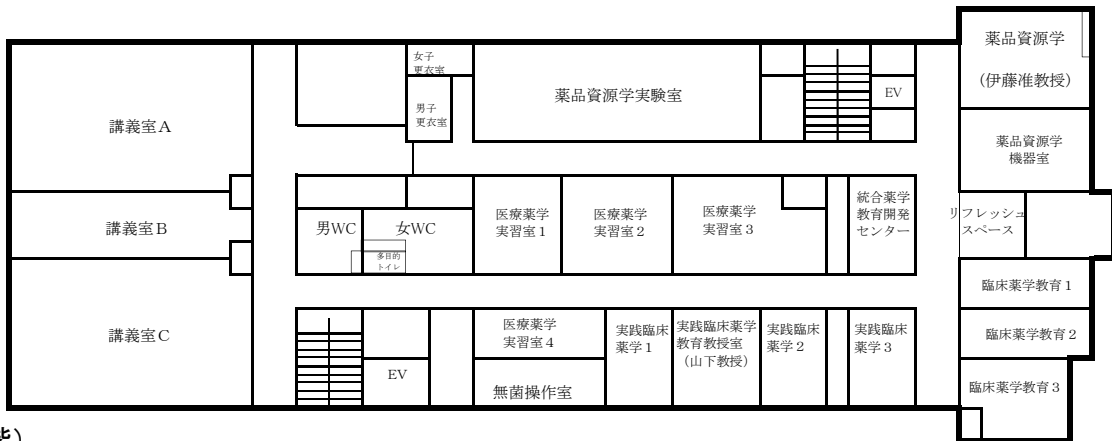 薬品資源学
(伊藤准教授)
女子
更衣室
薬品資源学実験室
EV
男子
更衣室
講義室A
薬品資源学
機器室
講義室B
男WC
女WC
多目的
トイレ
医療薬学
実習室1
医療薬学
実習室2
医療薬学
実習室3
統合薬学
教育開発
センター
リフレッシュ
スペース
臨床薬学教育1
講義室C
EV
医療薬学
実習室4
無菌操作室
実践臨床
薬学1
実践臨床薬学
教育教授室
(山下教授)
実践臨床
薬学2
実践臨床
薬学3
臨床薬学教育2
臨床薬学教育3